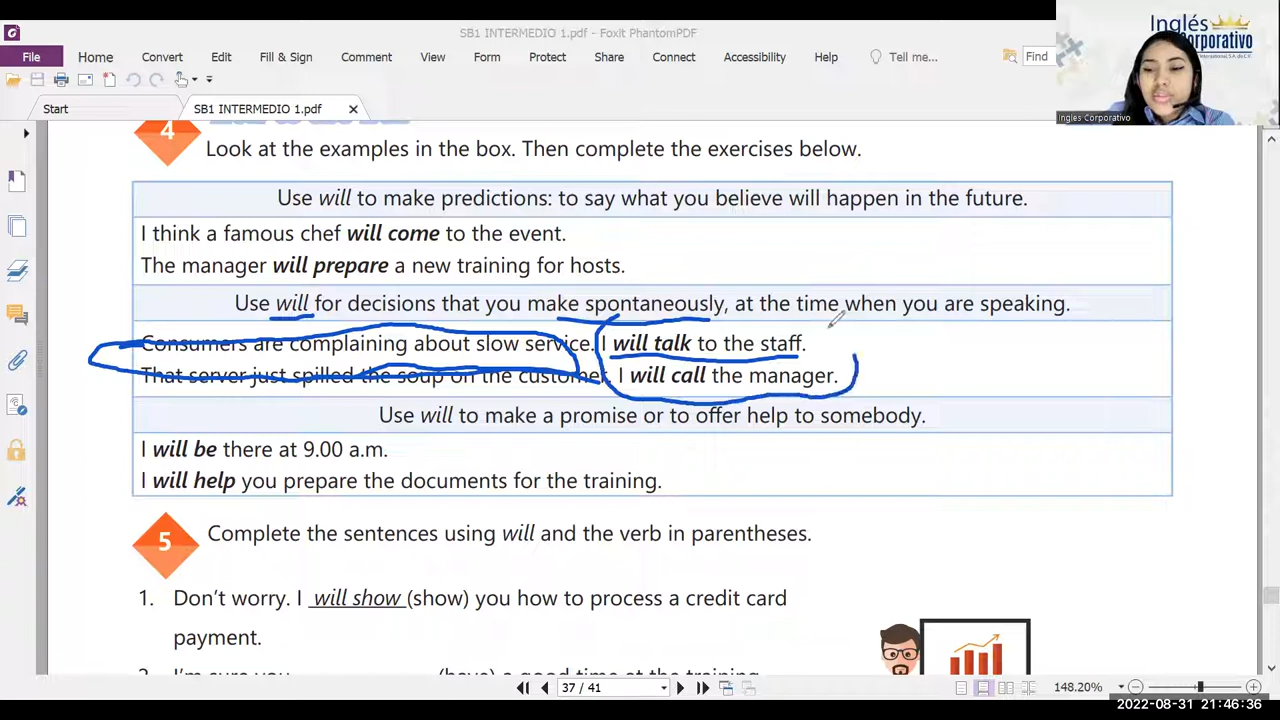 SB1 INTERMEDIO 1.pdf - Foxit PhantomPDF
File Home Convert Edit Fill & Sign Comment View Form Protect Share Connect Accessibility Help Tell me... Find
Inglés
Corporativo
Ingles Corporativo
Start SB1 INTERMEDIO 1.pdf
4
Look at the examples in the box. Then complete the exercises below.
Use will to make predictions: to say what you believe will happen in the future.
I think a famous chef will come to the event.
The manager will prepare a new training for hosts.
Use will for decisions that you make spontaneously, at the time when you are speaking.
Consumers are complaining about slow service. I will talk to the staff.
That server just spilled the soup on the customer. I will call the manager.
Use will to make a promise or to offer help to somebody.
I will be there at 9.00 a.m.
I will help you prepare the documents for the training.
5
Complete the sentences using will and the verb in parentheses.
1. Don't worry. I will show (show) you how to process a credit card
payment.
2. I'm sure you (have) a good time at the training
37 / 41
148.20%
2022-08-31 21:46:36